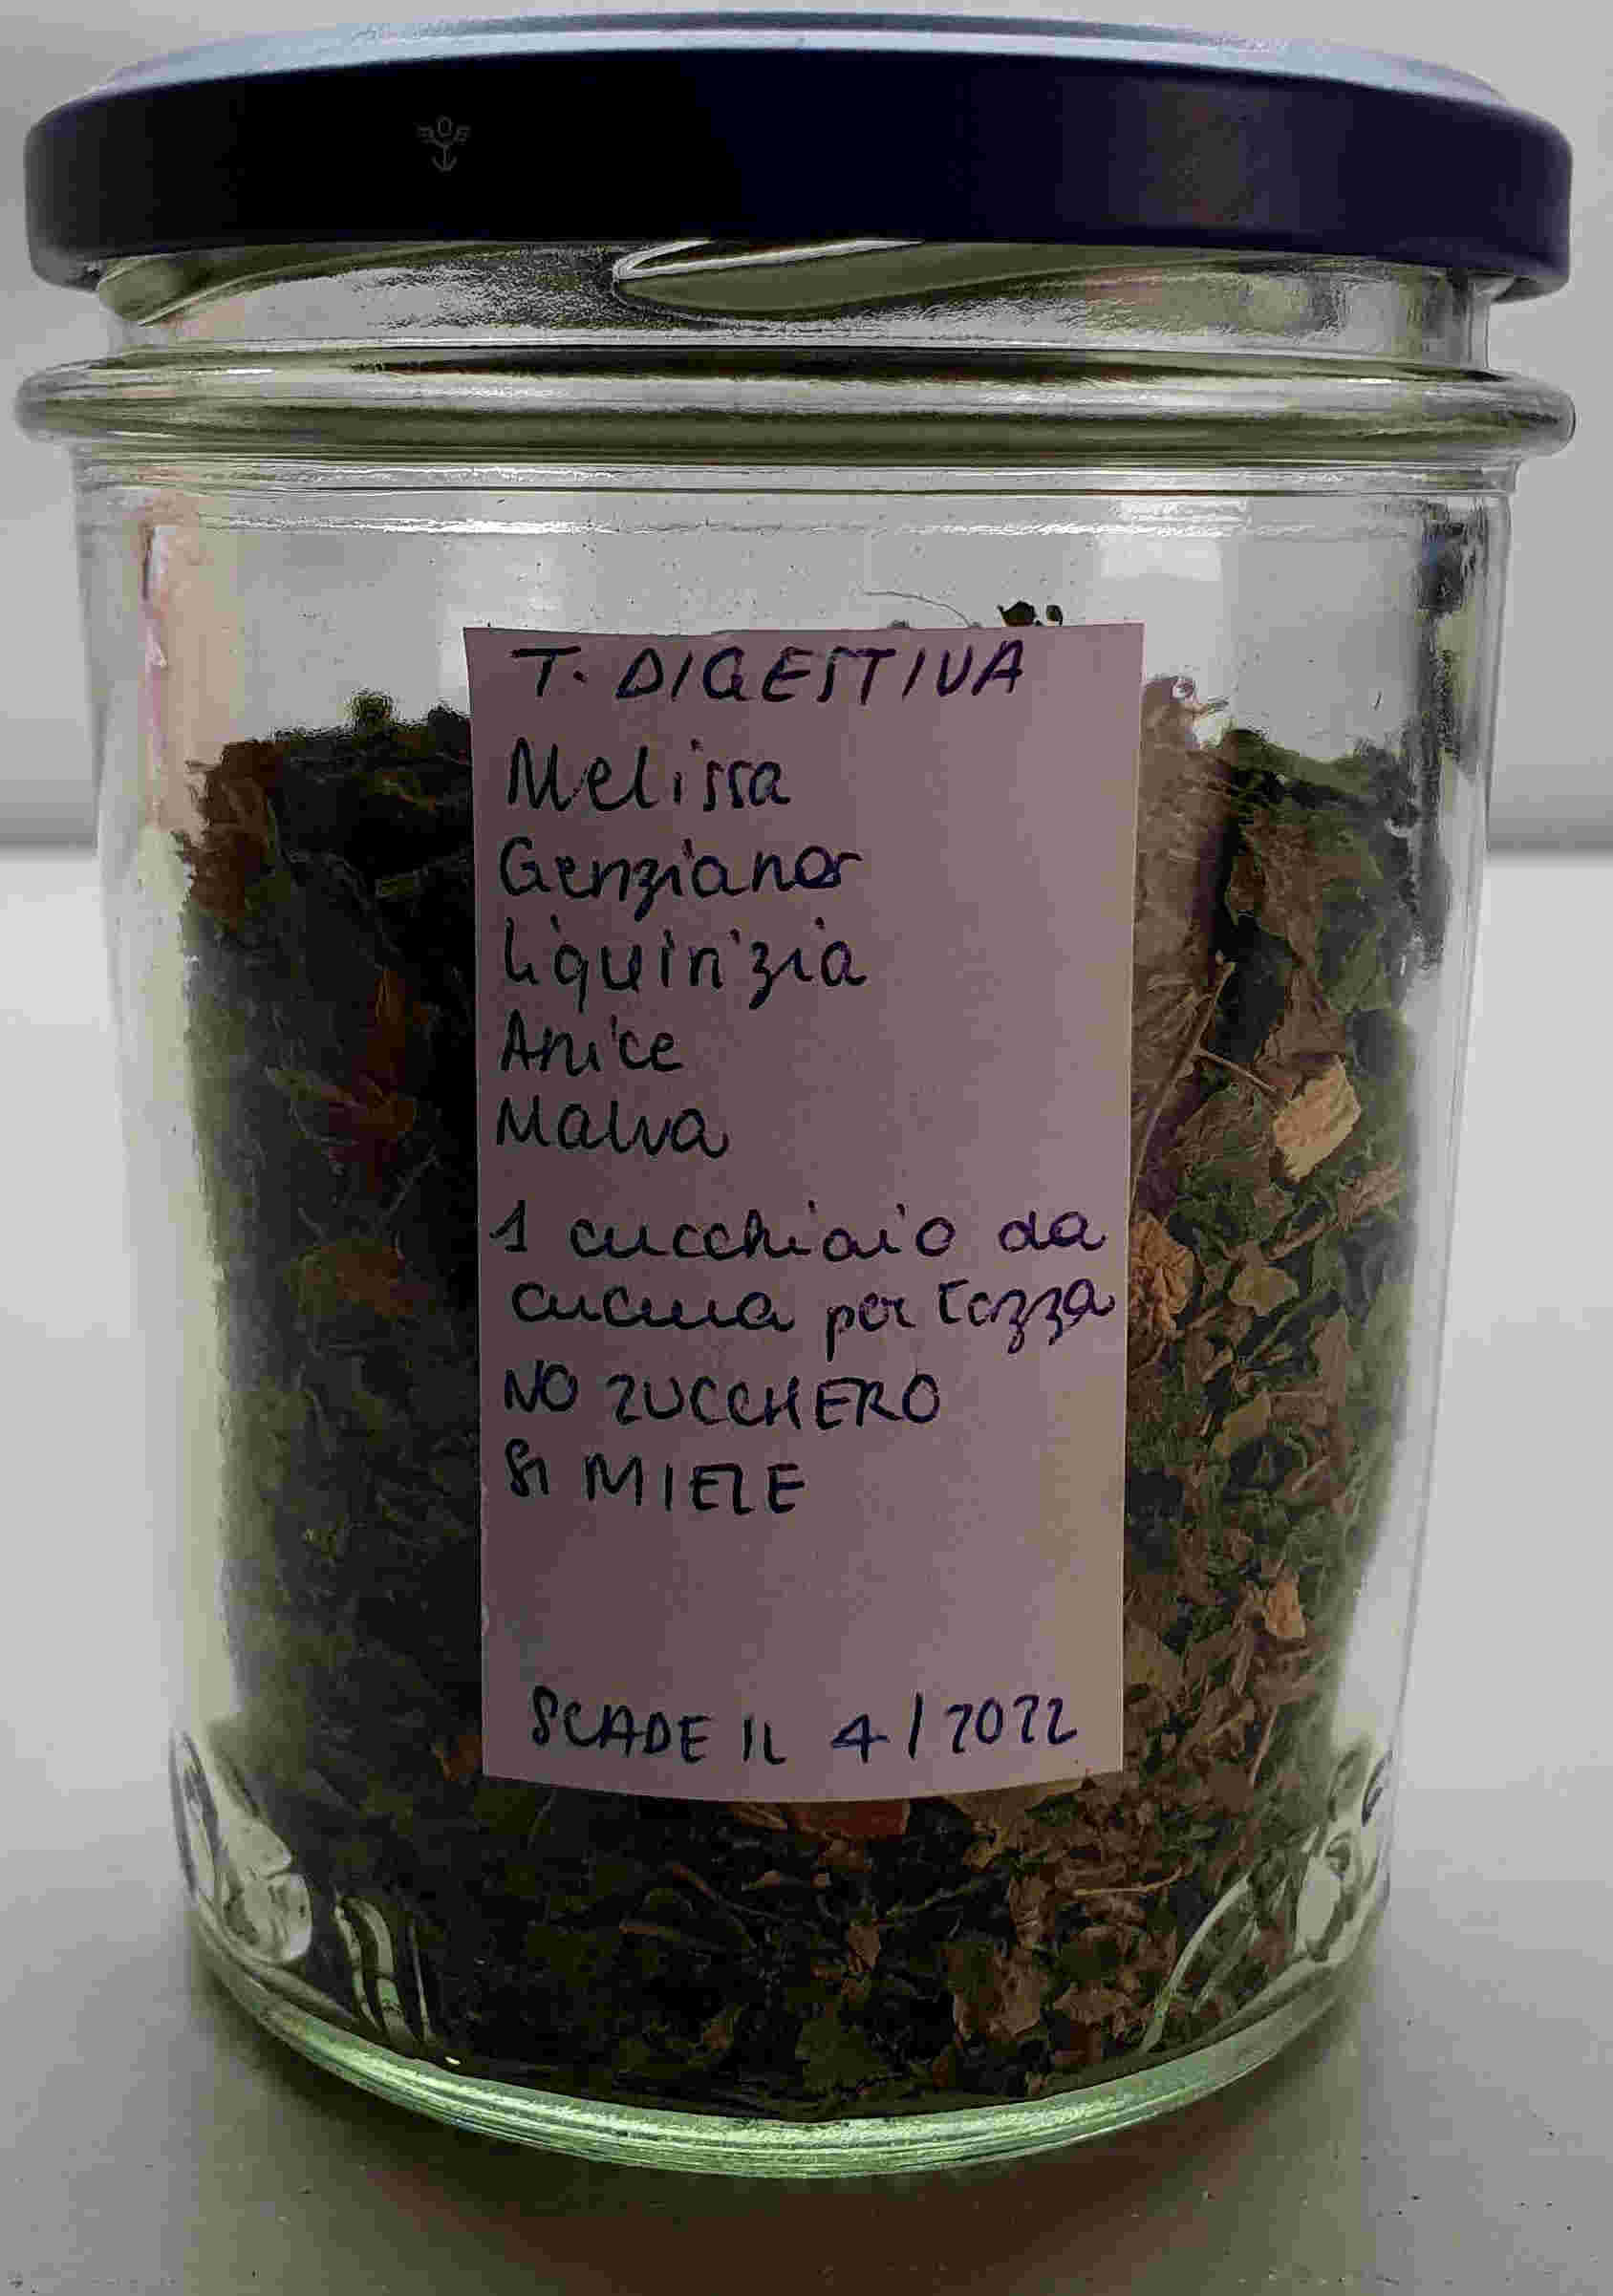 T. DIGESTIVA
Melissa
Genziana
Liquirizia
Anice
Malva
1 cucchiaio da
cucina per tazza
NO ZUCCHERO
SI MIELE
SCADE IL 4/2022